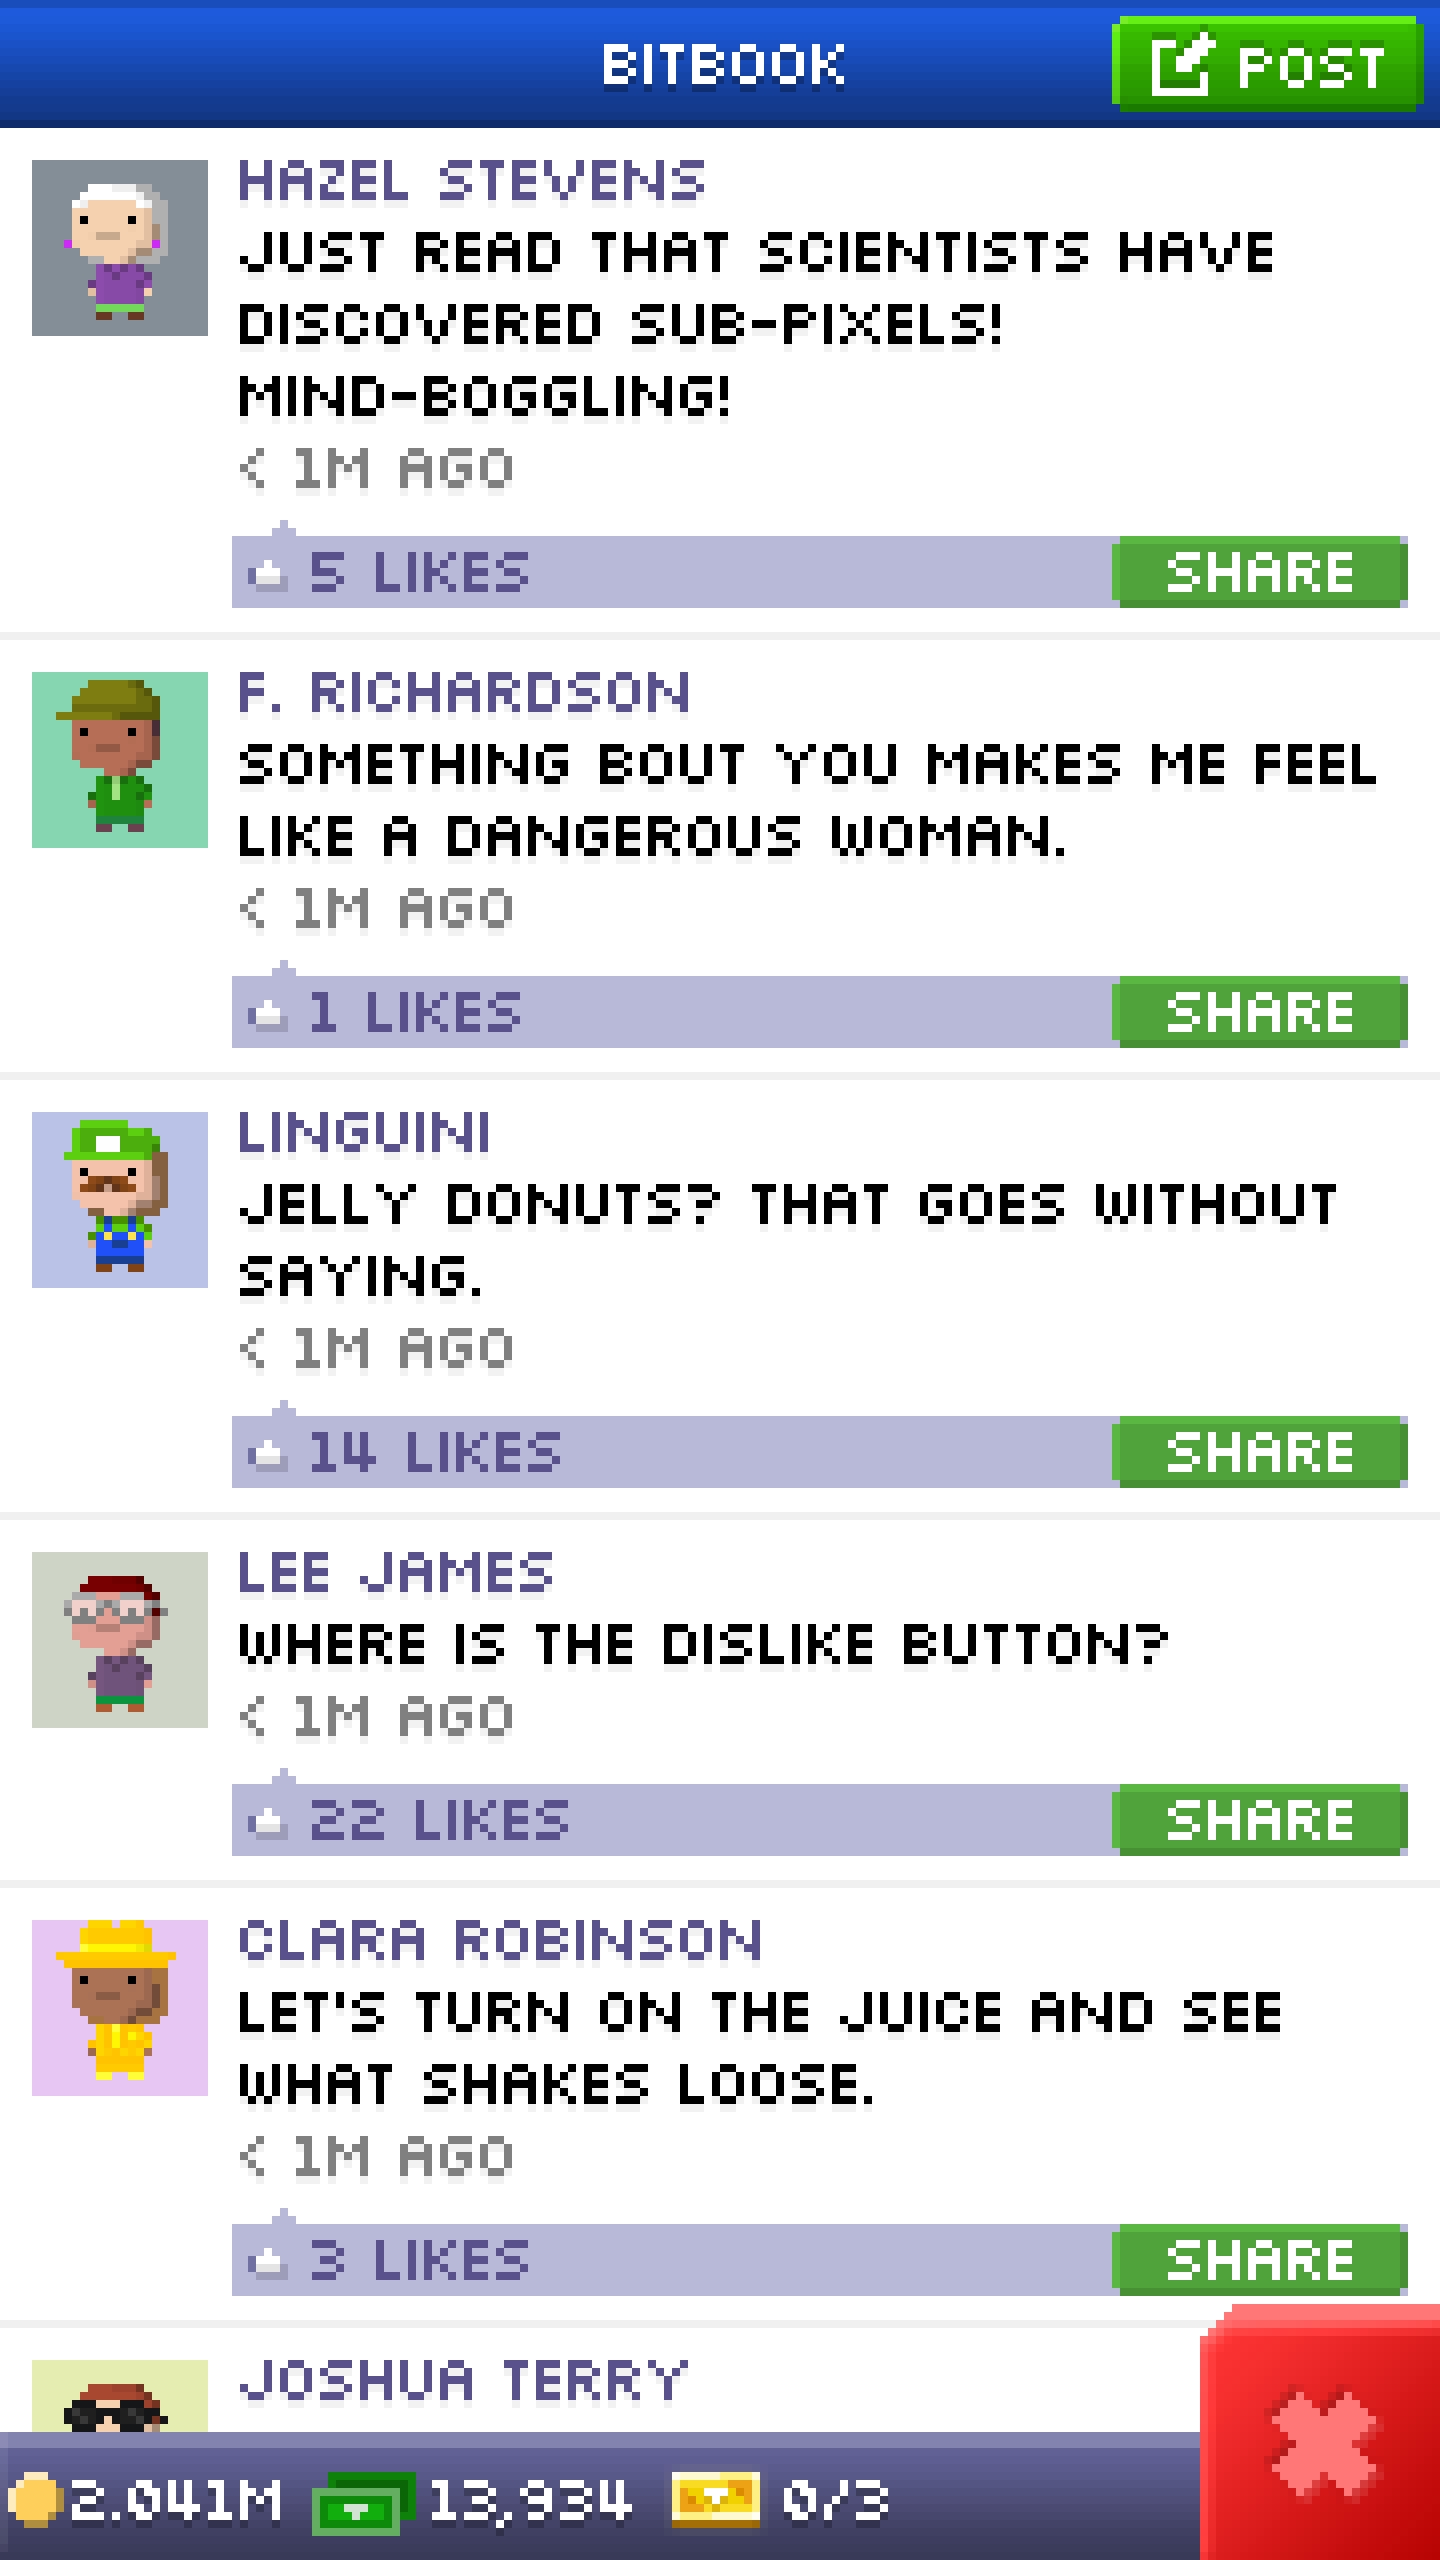 BITBOOK
POST
HAZEL STEVENS
JUST READ THAT SCIENTISTS HAVE
DISCOVERED SUB-PIXELS!
MIND-BOGGLING!
< 1M AGO
5 LIKES
SHARE
F. RICHARDSON
SOMETHING BOUT YOU MAKES ME FEEL
LIKE A DANGEROUS WOMAN.
< 1M AGO
1 LIKES
SHARE
LINGUINI
JELLY DONUTS? THAT GOES WITHOUT
SAYING.
< 1M AGO
14 LIKES
SHARE
LEE JAMES
WHERE IS THE DISLIKE BUTTON?
< 1M AGO
22 LIKES
SHARE
CLARA ROBINSON
LET'S TURN ON THE JUICE AND SEE
WHAT SHAKES LOOSE.
< 1M AGO
3 LIKES
SHARE
JOSHUA TERRY
2.041M 13,934 0/3